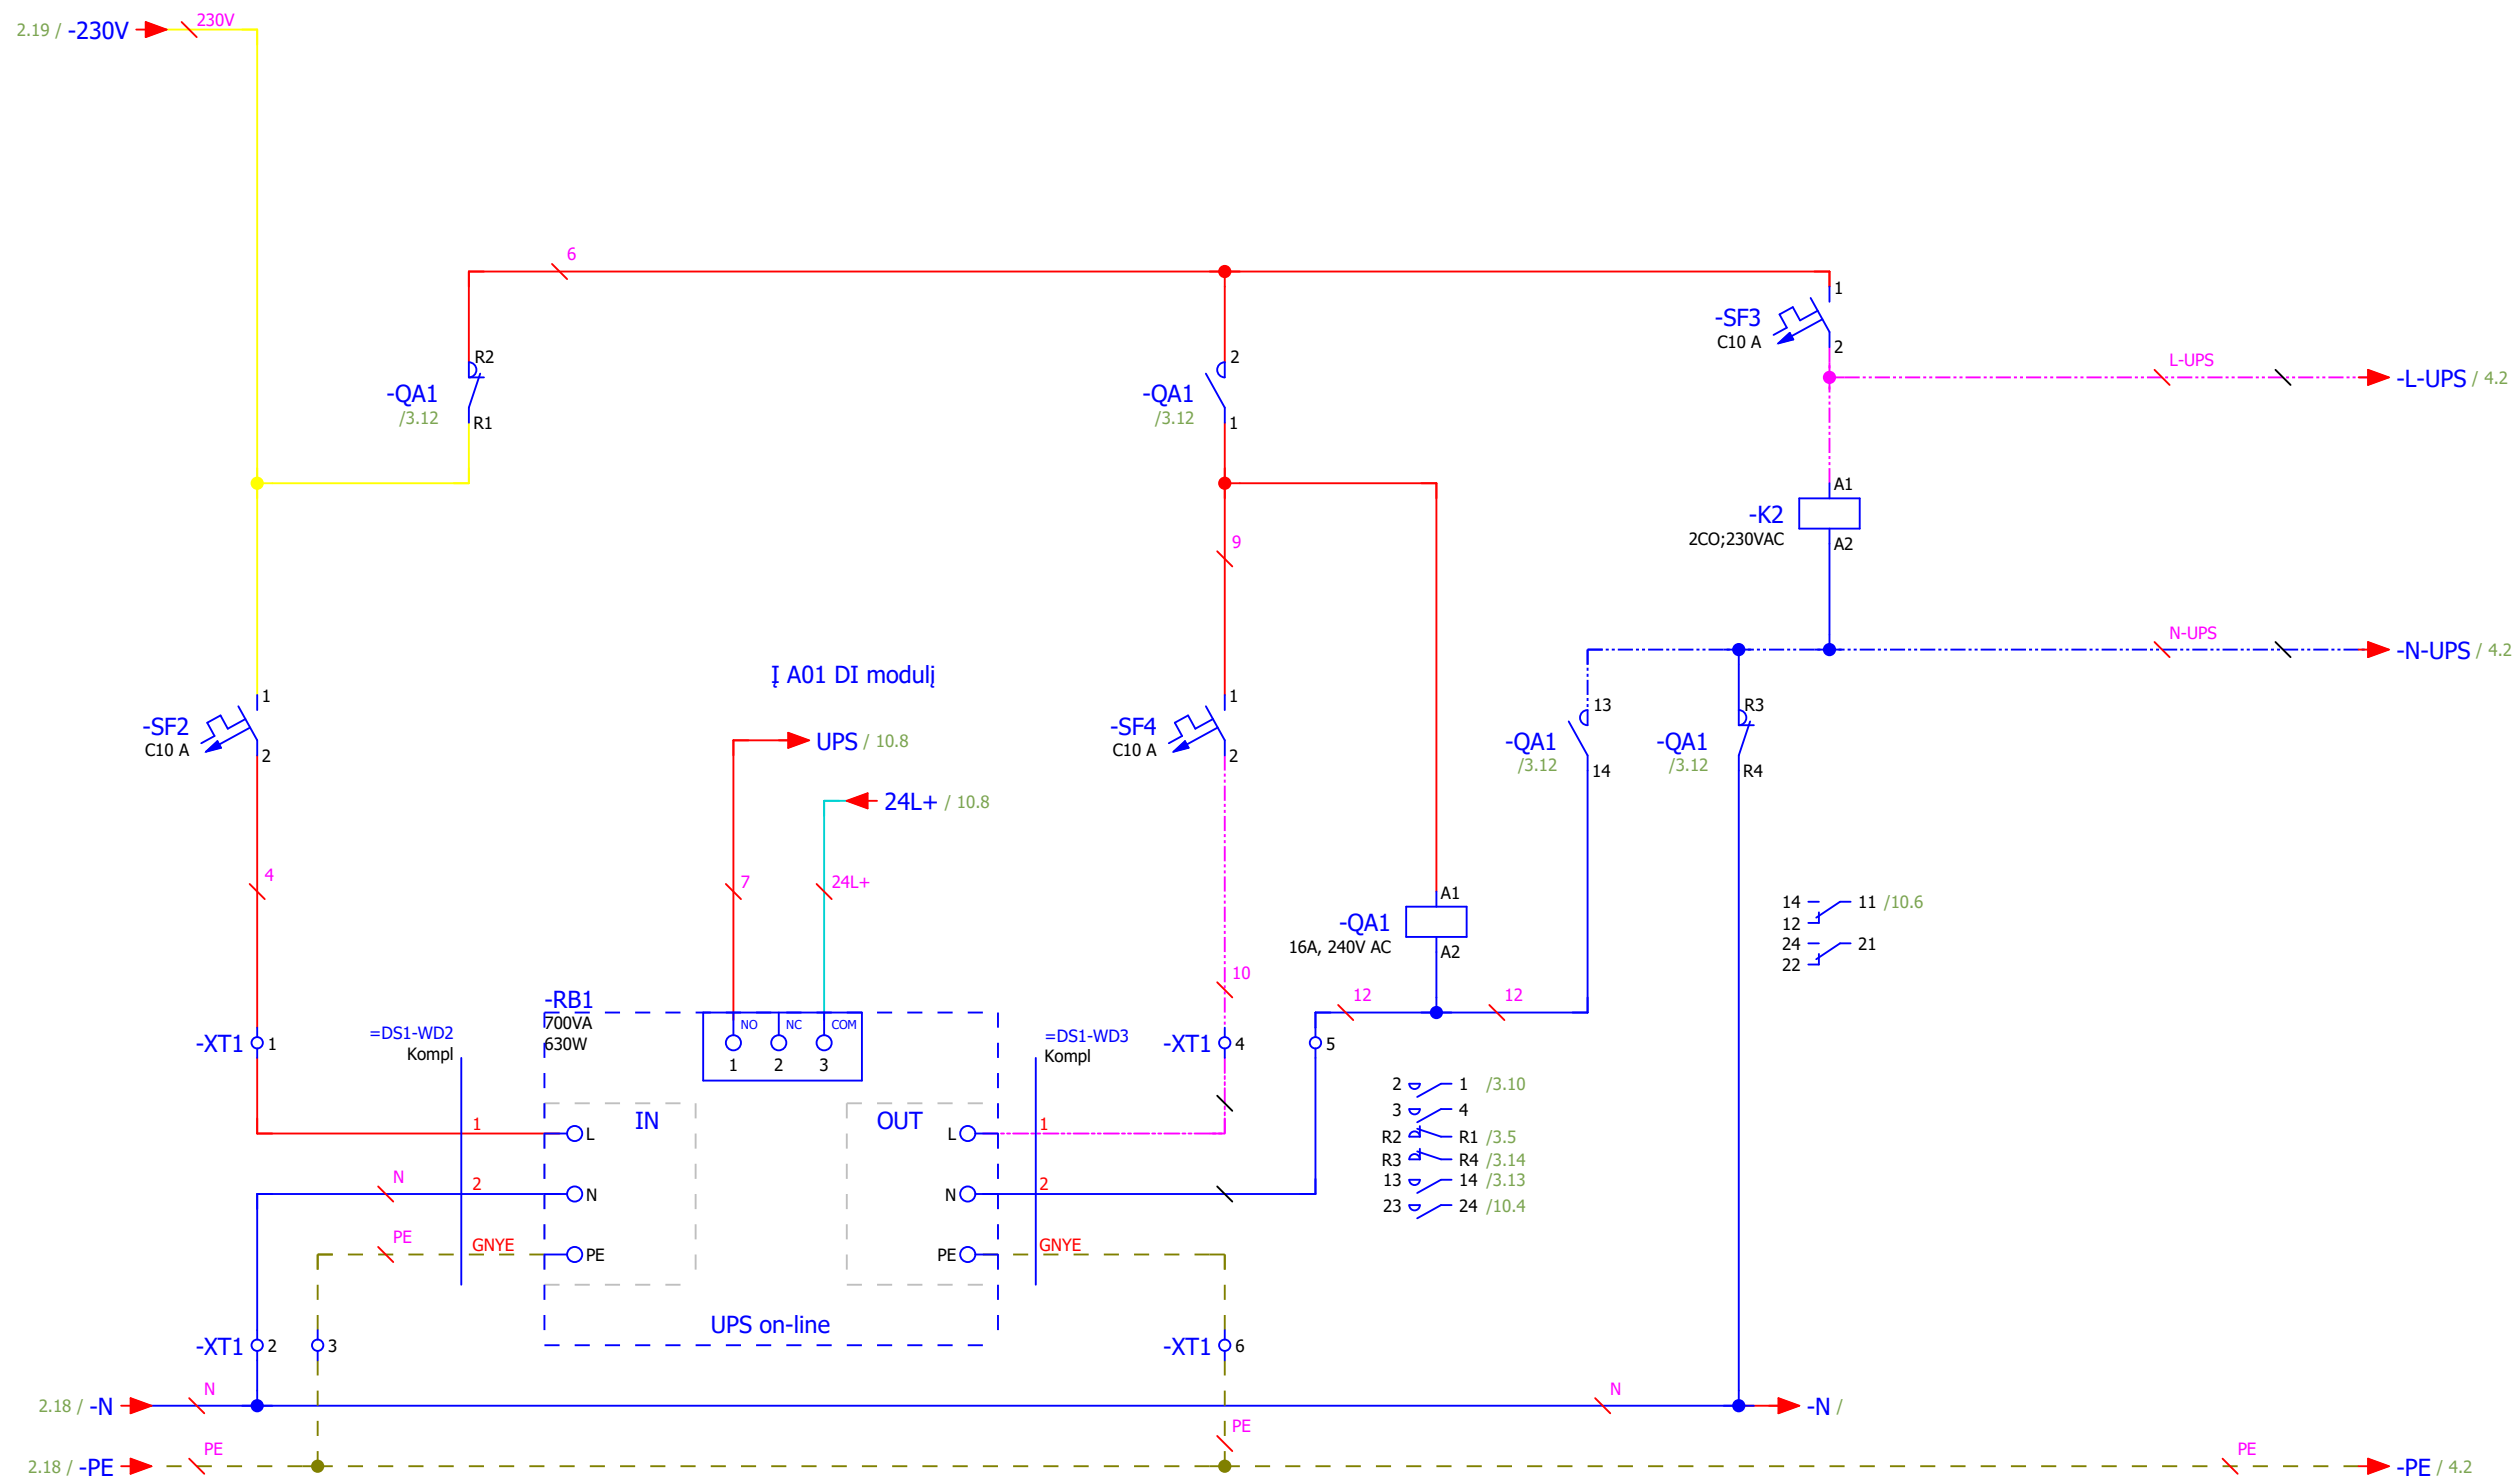 2.19 / -230V
230V
6
-SF3
C10 A
1
2
L-UPS
-L-UPS / 4.2
-QA1
/3.12
R2
R1
-QA1
/3.12
2
1
-K2
2CO;230VAC
A1
A2
9
N-UPS
-N-UPS / 4.2
Į A01 DI modulį
-SF2
C10 A
1
2
UPS / 10.8
24L+ / 10.8
-SF4
C10 A
1
2
-QA1
/3.12
13
14
-QA1
/3.12
R3
R4
4
7
24L+
-QA1
16A, 240V AC
A1
A2
14 11 /10.6
12
24 21
22
10
12
12
-RB1
700VA
630W
NO NC COM
1 2 3
-XT1 1
=DS1-WD2
Kompl
=DS1-WD3
Kompl
-XT1 4
5
IN
OUT
1
L
L
1
2 1 /3.10
3 4
R2 R1 /3.5
R3 R4 /3.14
13 14 /3.13
23 24 /10.4
N
2
N
N
2
PE
GNYE
PE
PE
GNYE
UPS on-line
-XT1 2
3
-XT1 6
2.18 / -N
N
N
-N /
2.18 / -PE
PE
PE
PE
-PE / 4.2